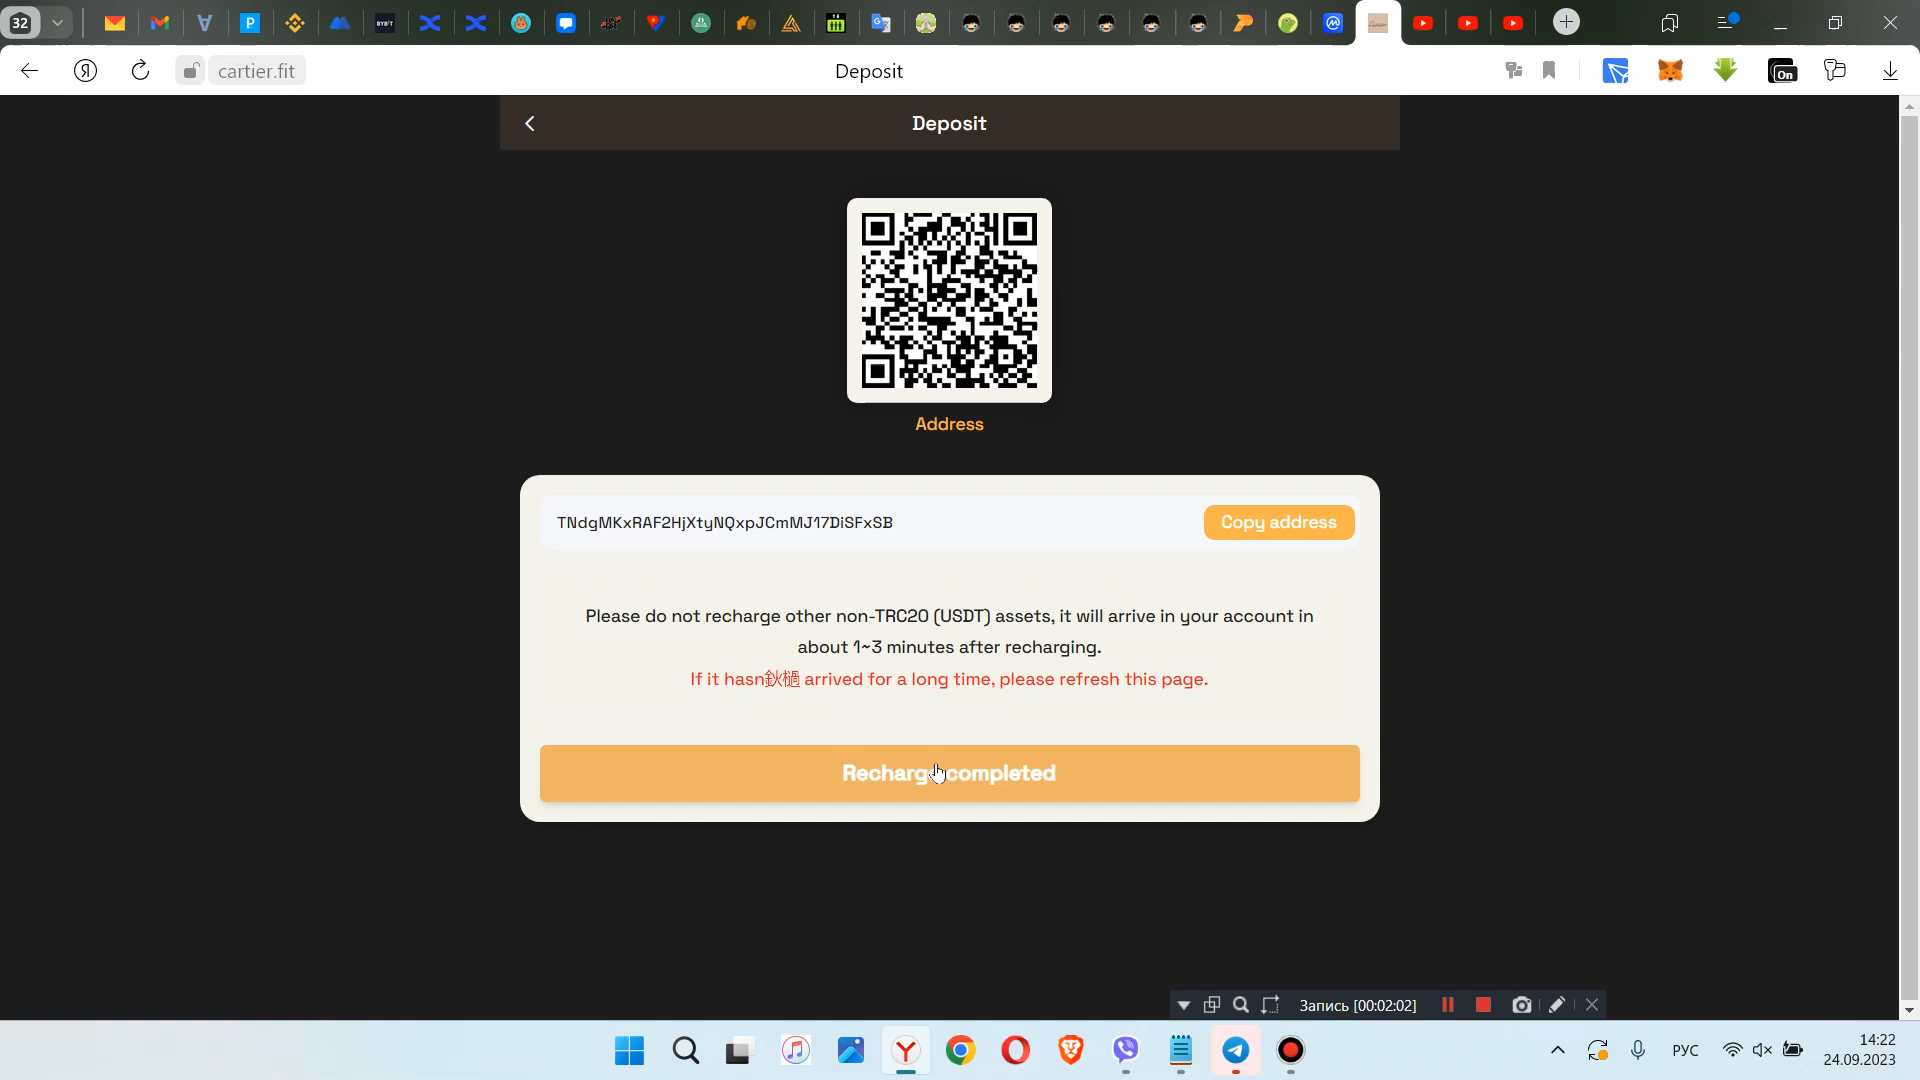 32
cartier.fit
Deposit
On
Deposit
Address
TNdgMKxRAF2HjXtyNQxpJCmMJ17DiSFxSB
Copy address
Please do not recharge other non-TRC20 (USDT) assets, it will arrive in your account in
about 1~3 minutes after recharging.
If it hasn鈥檛 arrived for a long time, please refresh this page.
Recharge completed
Запись [00:02:02]
РУС
14:22
24.09.2023